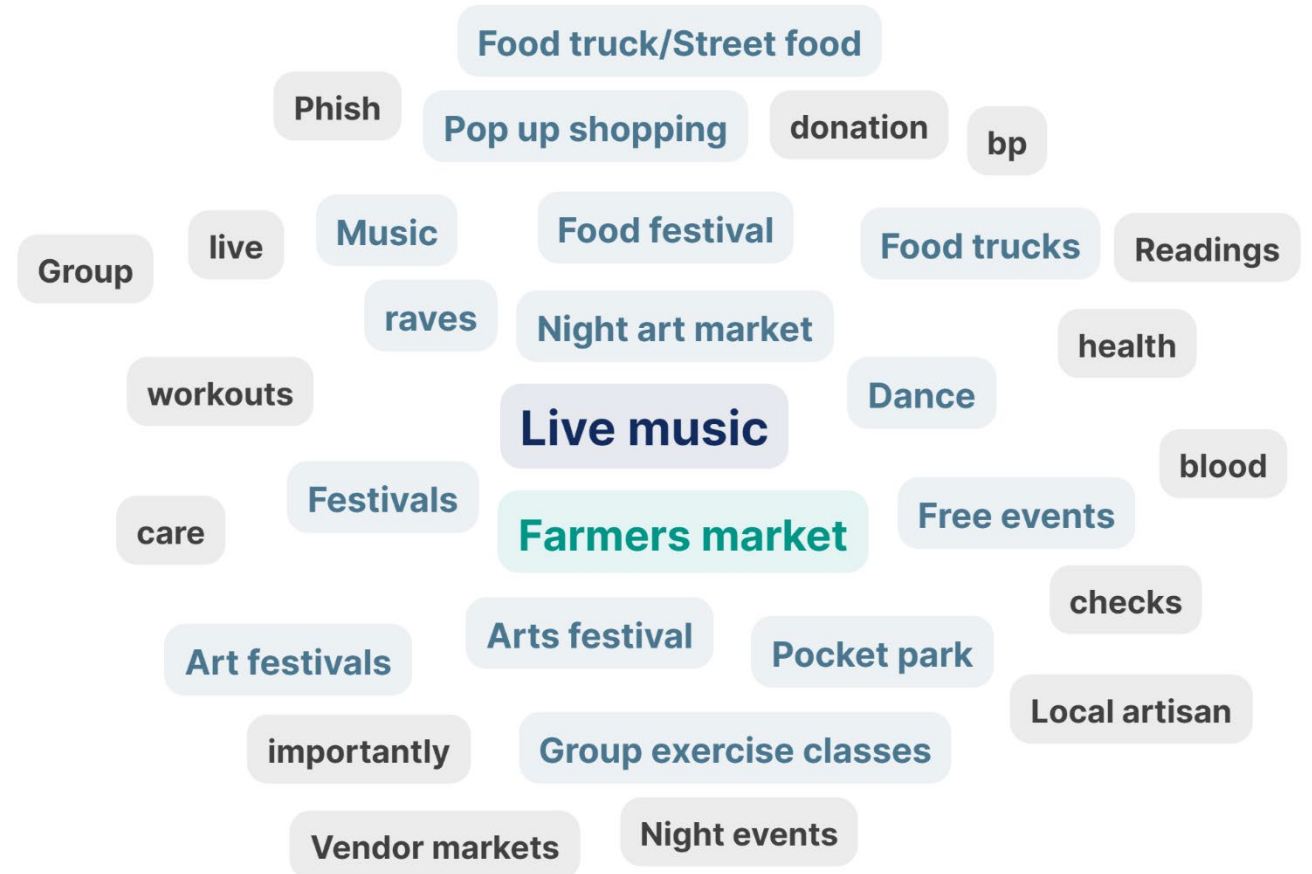 Food truck/Street food
Phish
Pop up shopping
donation
bp
Group
live
Music
Food festival
Food trucks
Readings
raves
Night art market
health
workouts
Live music
Dance
blood
care
Festivals
Farmers market
Free events
checks
Art festivals
Arts festival
Pocket park
Local artisan
importantly
Group exercise classes
Vendor markets
Night events